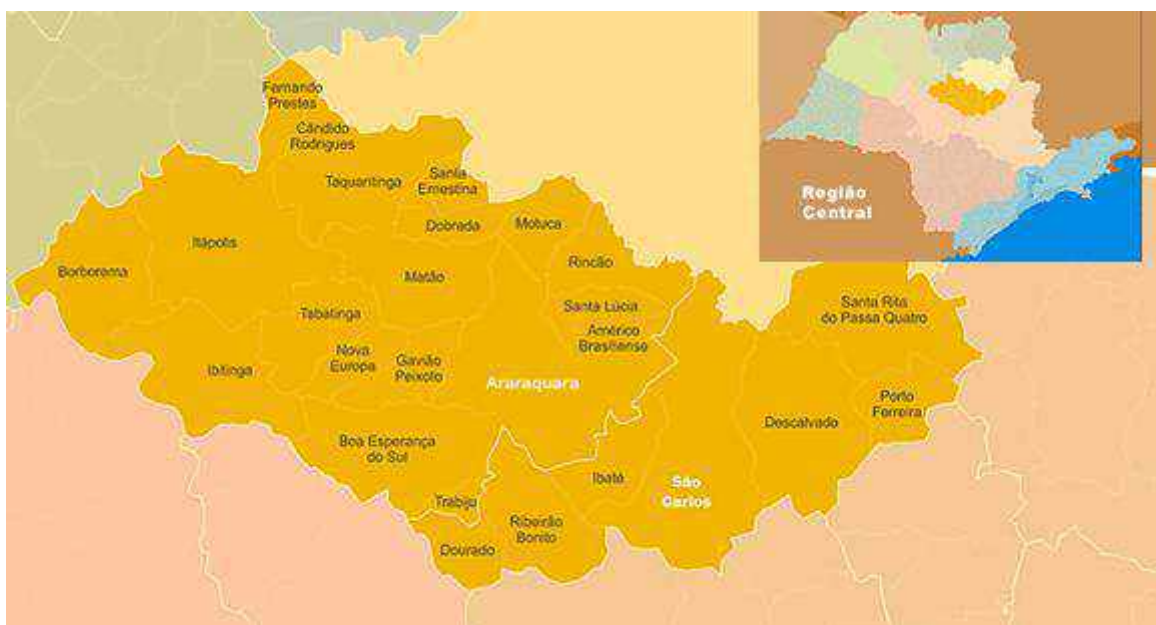 Fernando
Prestes
Cândido
Rodrigues
Taquaritinga
Santa
Ernestina
Dobrada
Motuca
Itápolis
Borborema
Matão
Rincão
Santa Lúcia
Américo
Brasiliense
Tabatinga
Nova
Europa
Gavião
Peixoto
Ibitinga
Araraquara
Boa Esperança
do Sul
Trabiju
Dourado
Ribeirão
Bonito
Ibaté
São
Carlos
Descalvado
Porto
Ferreira
Santa Rita
do Passa Quatro
Região
Central